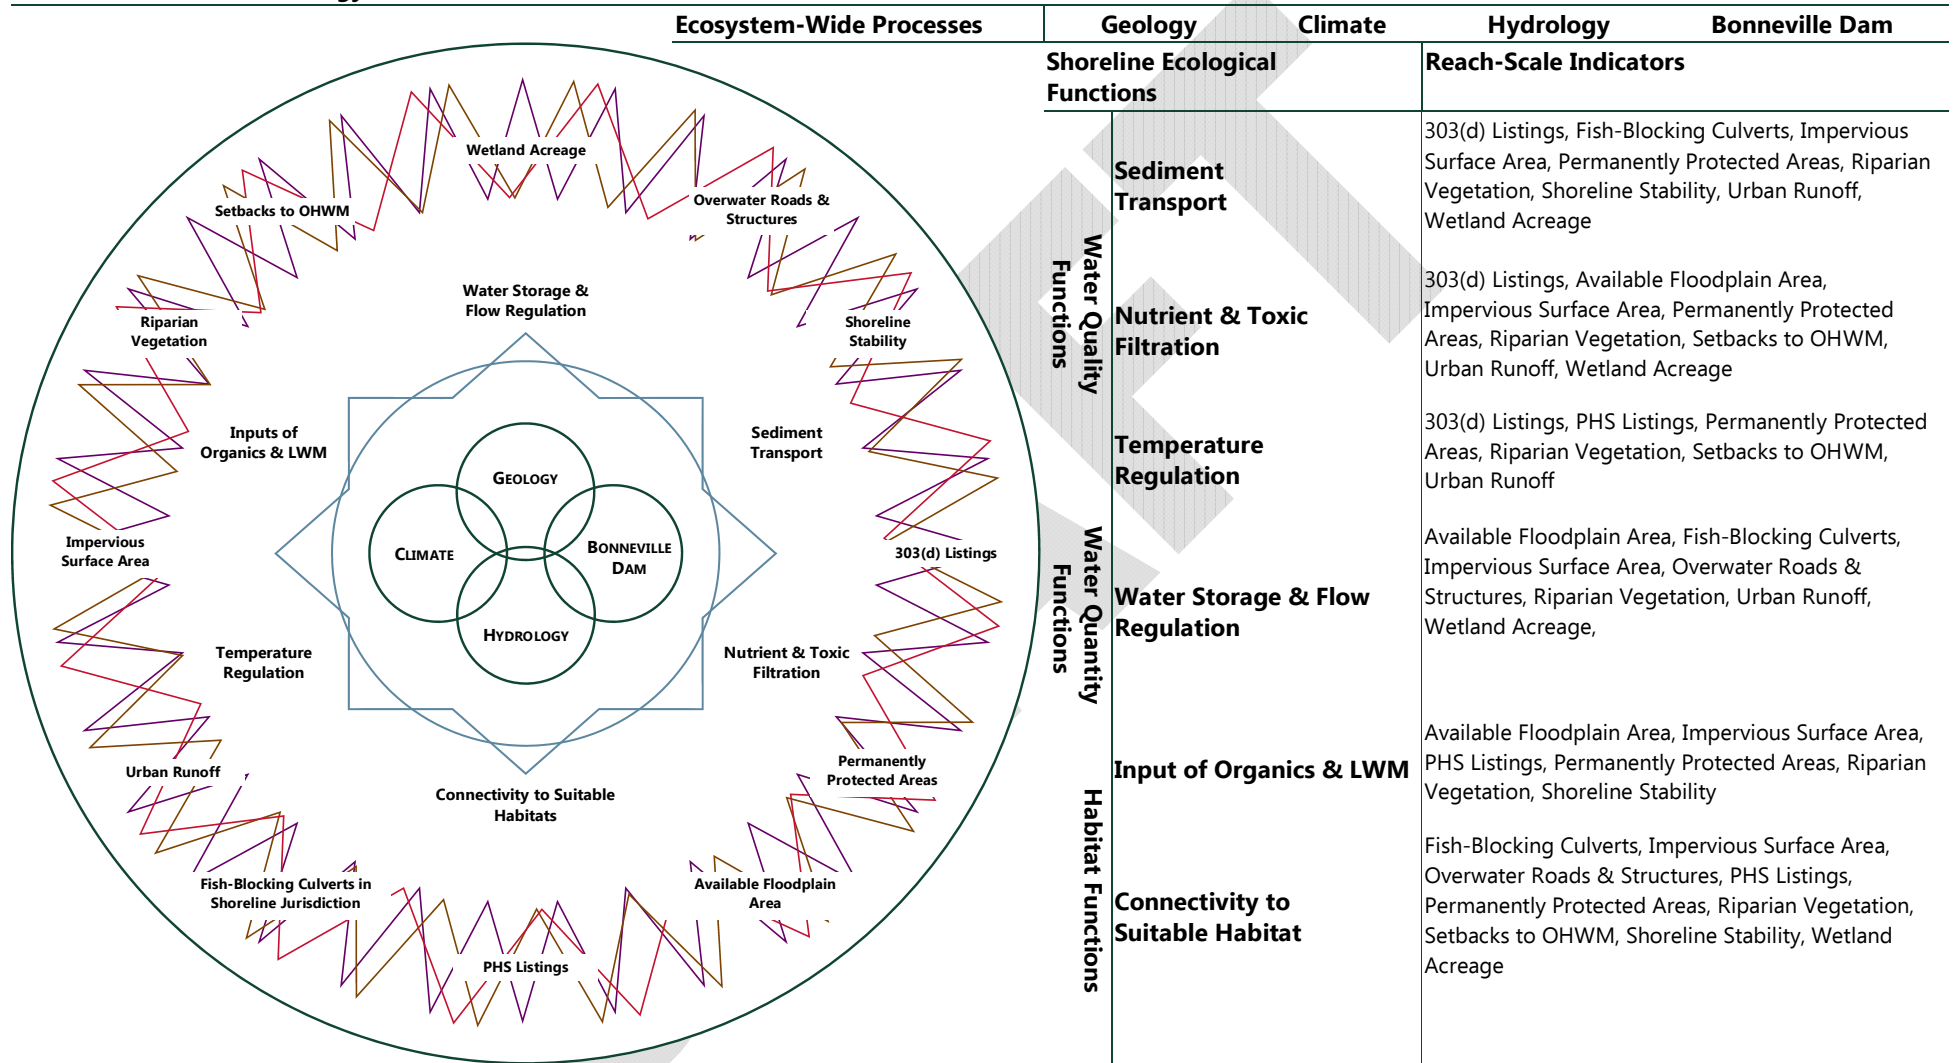 Ecosystem-Wide Processes
Geology
Climate
Hydrology
Bonneville Dam
Shoreline Ecological
Functions
Reach-Scale Indicators
Water Quality
Functions
Sediment
Transport
303(d) Listings, Fish-Blocking Culverts, Impervious
Surface Area, Permanently Protected Areas, Riparian
Vegetation, Shoreline Stability, Urban Runoff,
Wetland Acreage
Nutrient & Toxic
Filtration
303(d) Listings, Available Floodplain Area,
Impervious Surface Area, Permanently Protected
Areas, Riparian Vegetation, Setbacks to OHWM,
Urban Runoff, Wetland Acreage
Temperature
Regulation
303(d) Listings, PHS Listings, Permanently Protected
Areas, Riparian Vegetation, Setbacks to OHWM,
Urban Runoff
Water Quantity
Functions
Water Storage & Flow
Regulation
Available Floodplain Area, Fish-Blocking Culverts,
Impervious Surface Area, Overwater Roads &
Structures, Riparian Vegetation, Urban Runoff,
Wetland Acreage,
Habitat Functions
Input of Organics & LWM
Available Floodplain Area, Impervious Surface Area,
PHS Listings, Permanently Protected Areas, Riparian
Vegetation, Shoreline Stability
Connectivity to
Suitable Habitat
Fish-Blocking Culverts, Impervious Surface Area,
Overwater Roads & Structures, PHS Listings,
Permanently Protected Areas, Riparian Vegetation,
Setbacks to OHWM, Shoreline Stability, Wetland
Acreage
Wetland Acreage
Overwater Roads &
Structures
Shoreline
Stability
303(d) Listings
Permanently
Protected Areas
Available Floodplain
Area
PHS Listings
Fish-Blocking Culverts in
Shoreline Jurisdiction
Urban Runoff
Impervious
Surface Area
Riparian
Vegetation
Setbacks to OHWM
Water Storage &
Flow Regulation
Sediment
Transport
Nutrient & Toxic
Filtration
Connectivity to Suitable
Habitats
Temperature
Regulation
Inputs of
Organics & LWM
GEOLOGY
CLIMATE
BONNEVILLE
DAM
HYDROLOGY